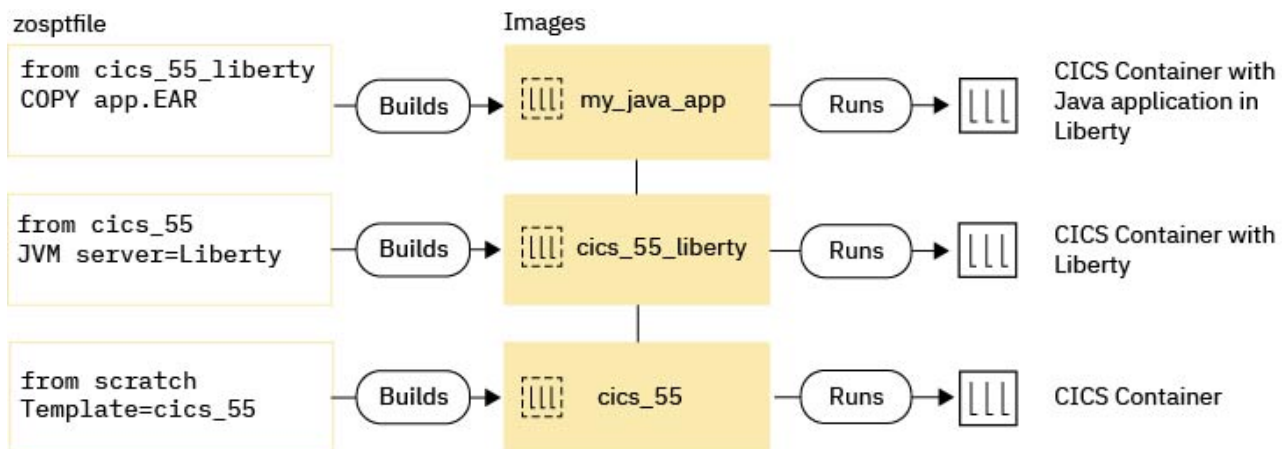 zosptfile
Images
from cics_55_liberty
COPY app.EAR
Builds
my_java_app
Runs
CICS Container with
Java application in
Liberty
from cics_55
JVM server=Liberty
Builds
cics_55_liberty
Runs
CICS Container with
Liberty
from scratch
Template=cics_55
Builds
cics_55
Runs
CICS Container